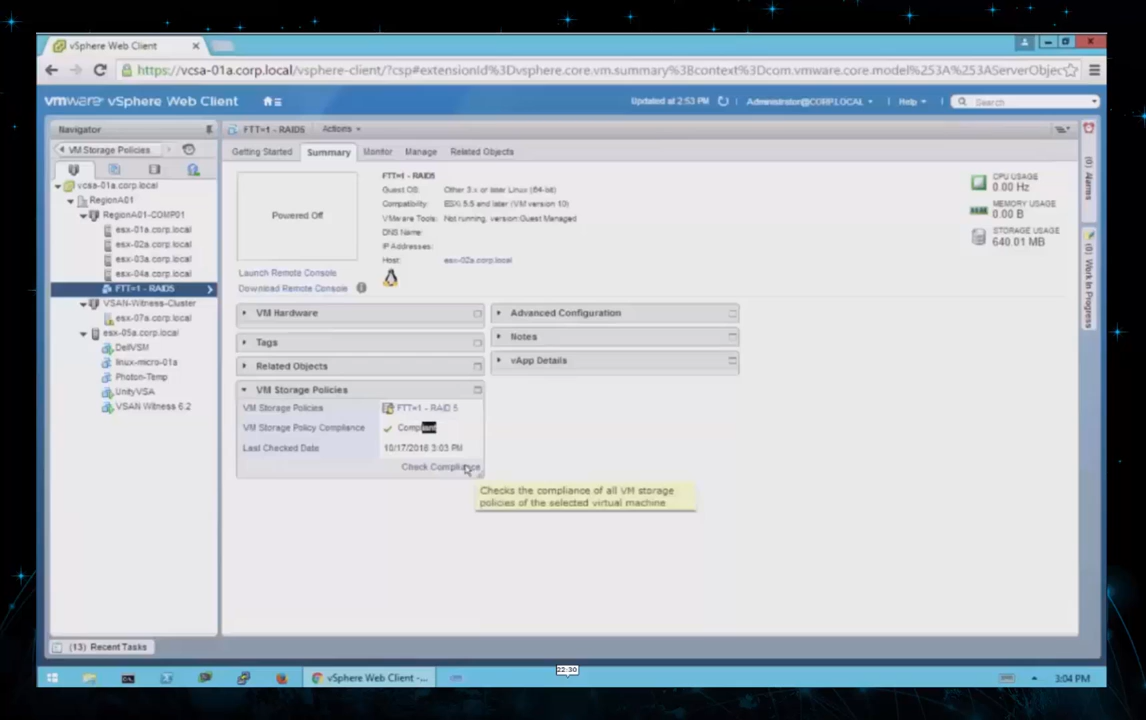 vSphere Web Client
https://vcsa-01a.corp.local/vsphere-client/?csp#extensionId%3Dvsphere.core.vm.summary%3Bcontext%3Dcom.vmware.core.model%253A%253AServerObjec
vmware vSphere Web Client
Updated at 2:53 PM
Administrator@CORP.LOCAL
Help
Search
Navigator
FTT=1 - RAID5
Actions
VM Storage Policies
Getting Started
Summary
Monitor
Manage
Related Objects
vcsa-01a.corp.local
RegionA01
RegionA01-COMP01
esx-01a.corp.local
esx-02a.corp.local
esx-03a.corp.local
esx-04a.corp.local
FTT=1 - RAID5
VSAN-Witness-Cluster
esx-07a.corp.local
esx-05a.corp.local
DellVSM
linux-micro-01a
Photon-Temp
UnityVSA
VSAN Witness 6.2
Powered Off
FTT=1 - RAID5
Guest OS: Other 3.x or later Linux (64-bit)
Compatibility: ESXi 5.5 and later (VM version 10)
VMware Tools: Not running, version:Guest Managed
DNS Name:
IP Addresses:
Host: esx-02a.corp.local
Launch Remote Console
Download Remote Console
CPU USAGE
0.00 Hz
MEMORY USAGE
0.00 B
STORAGE USAGE
640.01 MB
VM Hardware
Tags
Related Objects
VM Storage Policies
VM Storage Policies FTT=1 - RAID 5
VM Storage Policy Compliance Compliant
Last Checked Date 10/17/2016 3:03 PM
Check Compliance
Advanced Configuration
Notes
vApp Details
Checks the compliance of all VM storage
policies of the selected virtual machine
(0) Alarms
(0) Work In Progress
(13) Recent Tasks
vSphere Web Client -...
22:30
3:04 PM